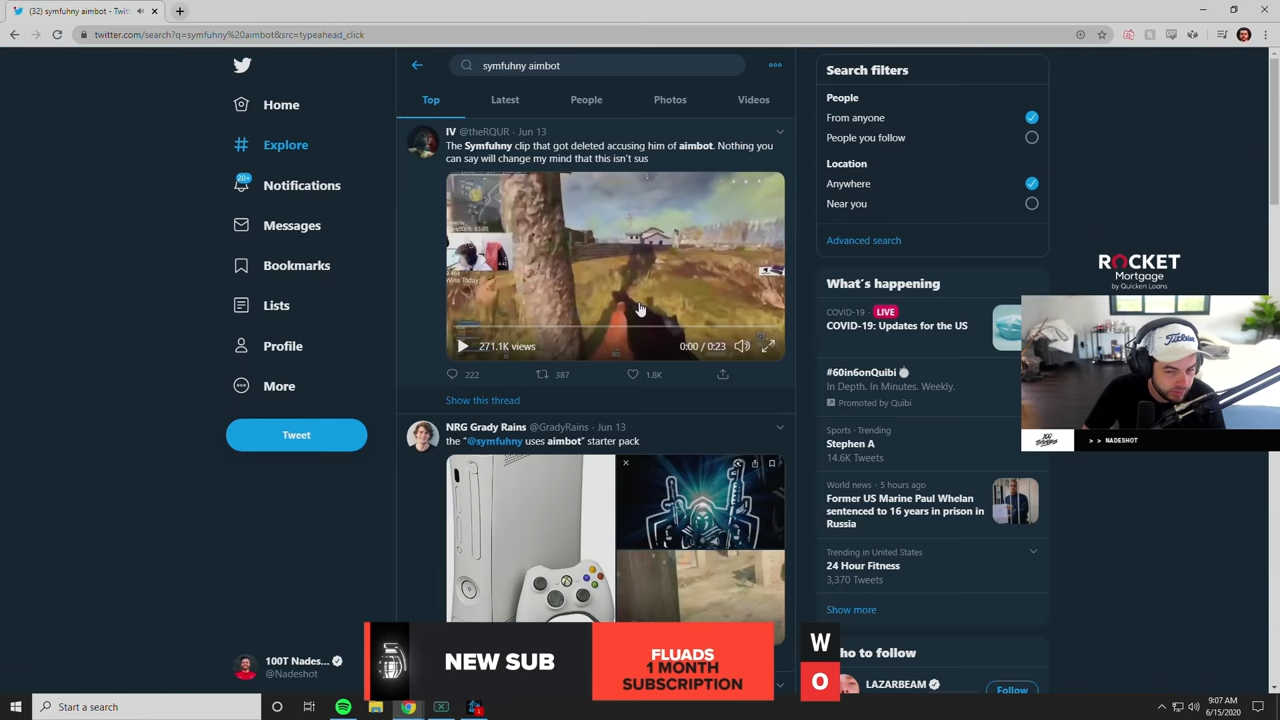 (32) symfuhny aimbot - Twit
twitter.com/search?q=symfuhny%20aimbot&src=typeahead_click
Home
Explore
20+
Notifications
Messages
Bookmarks
Lists
Profile
More
Tweet
100T Nades...
@Nadeshot
symfuhny aimbot
Top
Latest
People
Photos
Videos
IV @theRQUR · Jun 13
The Symfuhny clip that got deleted accusing him of aimbot. Nothing you
can say will change my mind that this isn't sus
271.1K views
0:00 / 0:23
222
387
1.8K
Show this thread
NRG Grady Rains @GradyRains · Jun 13
the "@symfuhny uses aimbot" starter pack
Search filters
People
From anyone
People you follow
Location
Anywhere
Near you
Advanced search
What's happening
COVID-19 · LIVE
COVID-19: Updates for the US
#60in6onQuibi
In Depth. In Minutes. Weekly.
Promoted by Quibi
Sports · Trending
Stephen A
14.6K Tweets
World news · 5 hours ago
Former US Marine Paul Whelan
sentenced to 16 years in prison in
Russia
Trending in United States
24 Hour Fitness
3,370 Tweets
Show more
ho to follow
LAZARBEAM
Follow
ROCKET
Mortgage
by Quicken Loans
Titleist
100
Thieves
> > NADESHOT
NEW SUB
FLUADS
1 MONTH
SUBSCRIPTION
W
O
Start a search
9:07 AM
6/15/2020